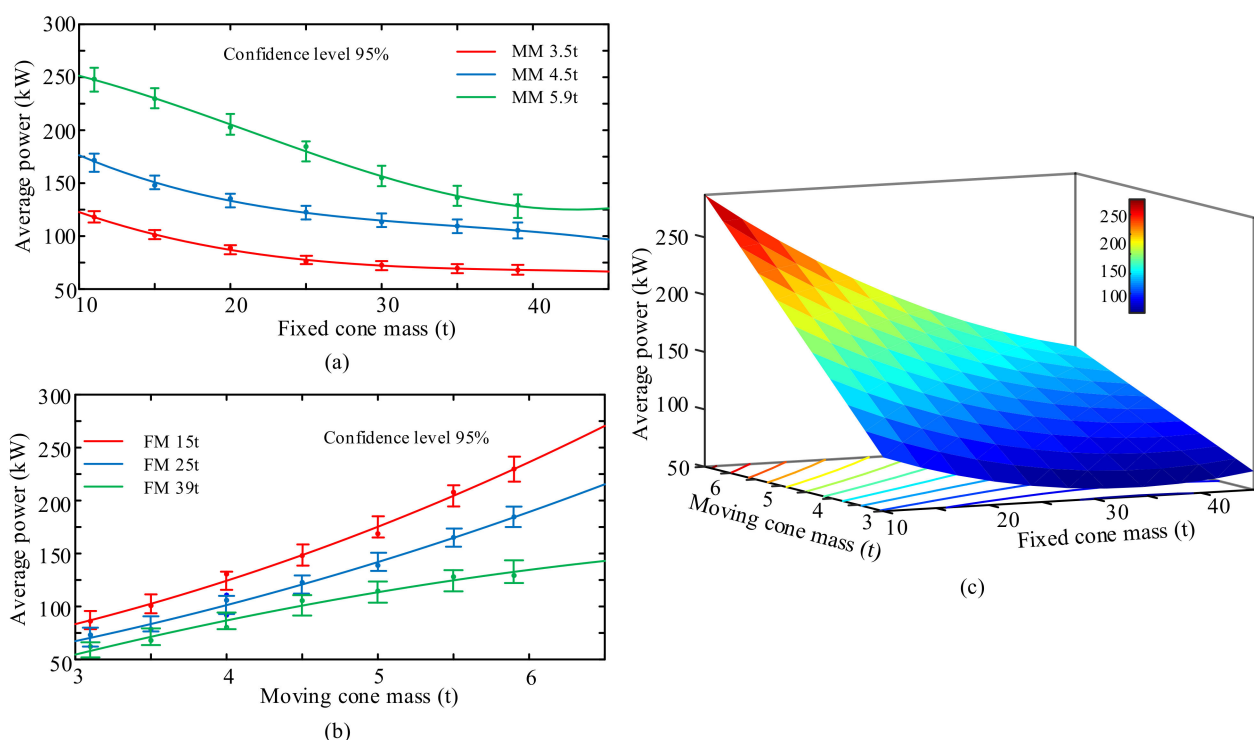 300
250
200
150
100
50
Average power (kW)
Confidence level 95%
MM 3.5t
MM 4.5t
MM 5.9t
10
20
30
40
Fixed cone mass (t)
(a)
300
250
200
150
100
50
Average power (kW)
Confidence level 95%
FM 15t
FM 25t
FM 39t
3
4
5
6
Moving cone mass (t)
(b)
250
200
150
100
50
Average power (kW)
250
200
150
100
6
5
4
3
Moving cone mass (t)
10
20
30
40
Fixed cone mass (t)
(c)